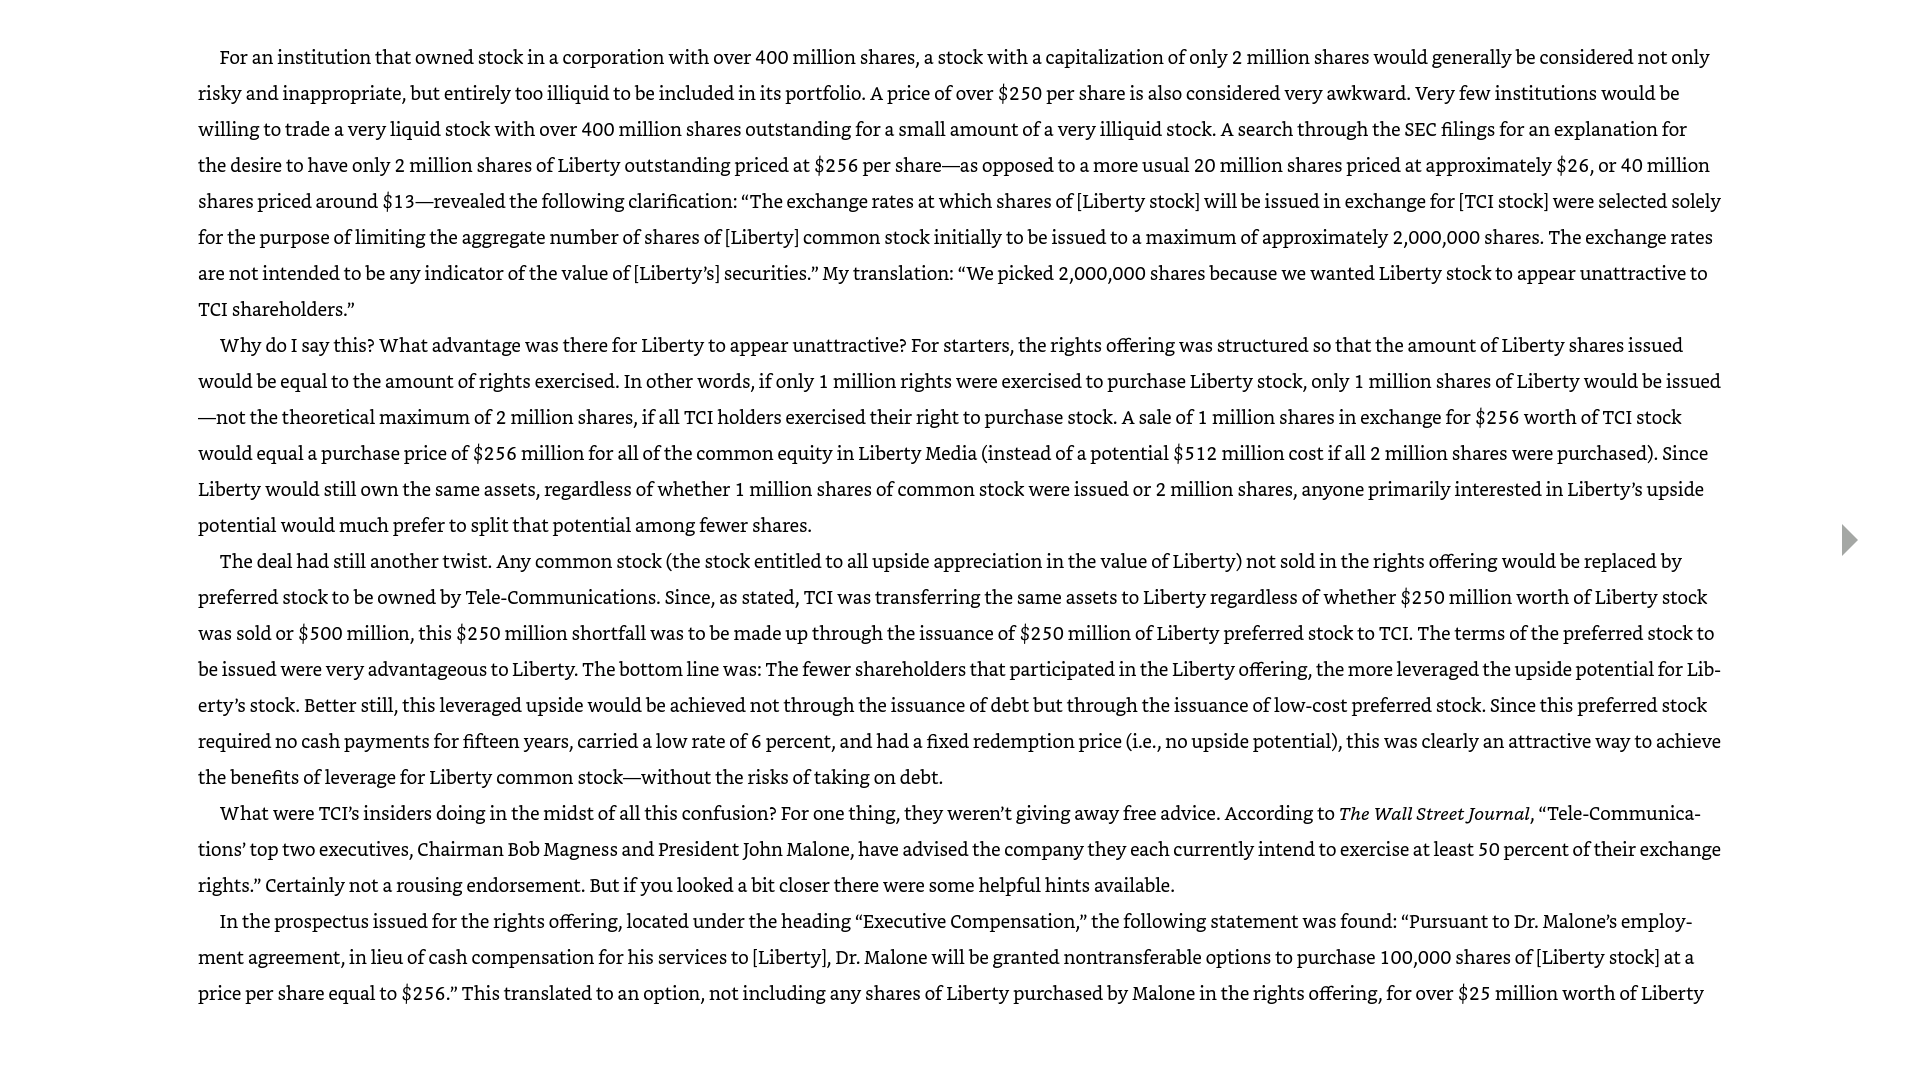 For an institution that owned stock in a corporation with over 400 million shares, a stock with a capitalization of only 2 million shares would generally be considered not only
risky and inappropriate, but entirely too illiquid to be included in its portfolio. A price of over $250 per share is also considered very awkward. Very few institutions would be
willing to trade a very liquid stock with over 400 million shares outstanding for a small amount of a very illiquid stock. A search through the SEC filings for an explanation for
the desire to have only 2 million shares of Liberty outstanding priced at $256 per share—as opposed to a more usual 20 million shares priced at approximately $26, or 40 million
shares priced around $13—revealed the following clarification: “The exchange rates at which shares of [Liberty stock] will be issued in exchange for [TCI stock] were selected solely
for the purpose of limiting the aggregate number of shares of [Liberty] common stock initially to be issued to a maximum of approximately 2,000,000 shares. The exchange rates
are not intended to be any indicator of the value of [Liberty’s] securities.” My translation: “We picked 2,000,000 shares because we wanted Liberty stock to appear unattractive to
TCI shareholders.”
Why do I say this? What advantage was there for Liberty to appear unattractive? For starters, the rights offering was structured so that the amount of Liberty shares issued
would be equal to the amount of rights exercised. In other words, if only 1 million rights were exercised to purchase Liberty stock, only 1 million shares of Liberty would be issued
—not the theoretical maximum of 2 million shares, if all TCI holders exercised their right to purchase stock. A sale of 1 million shares in exchange for $256 worth of TCI stock
would equal a purchase price of $256 million for all of the common equity in Liberty Media (instead of a potential $512 million cost if all 2 million shares were purchased). Since
Liberty would still own the same assets, regardless of whether 1 million shares of common stock were issued or 2 million shares, anyone primarily interested in Liberty’s upside
potential would much prefer to split that potential among fewer shares.
The deal had still another twist. Any common stock (the stock entitled to all upside appreciation in the value of Liberty) not sold in the rights offering would be replaced by
preferred stock to be owned by Tele-Communications. Since, as stated, TCI was transferring the same assets to Liberty regardless of whether $250 million worth of Liberty stock
was sold or $500 million, this $250 million shortfall was to be made up through the issuance of $250 million of Liberty preferred stock to TCI. The terms of the preferred stock to
be issued were very advantageous to Liberty. The bottom line was: The fewer shareholders that participated in the Liberty offering, the more leveraged the upside potential for Lib-
erty’s stock. Better still, this leveraged upside would be achieved not through the issuance of debt but through the issuance of low-cost preferred stock. Since this preferred stock
required no cash payments for fifteen years, carried a low rate of 6 percent, and had a fixed redemption price (i.e., no upside potential), this was clearly an attractive way to achieve
the benefits of leverage for Liberty common stock—without the risks of taking on debt.
What were TCI’s insiders doing in the midst of all this confusion? For one thing, they weren’t giving away free advice. According to The Wall Street Journal, “Tele-Communica-
tions’ top two executives, Chairman Bob Magness and President John Malone, have advised the company they each currently intend to exercise at least 50 percent of their exchange
rights.” Certainly not a rousing endorsement. But if you looked a bit closer there were some helpful hints available.
In the prospectus issued for the rights offering, located under the heading “Executive Compensation,” the following statement was found: “Pursuant to Dr. Malone’s employ-
ment agreement, in lieu of cash compensation for his services to [Liberty], Dr. Malone will be granted nontransferable options to purchase 100,000 shares of [Liberty stock] at a
price per share equal to $256.” This translated to an option, not including any shares of Liberty purchased by Malone in the rights offering, for over $25 million worth of Liberty